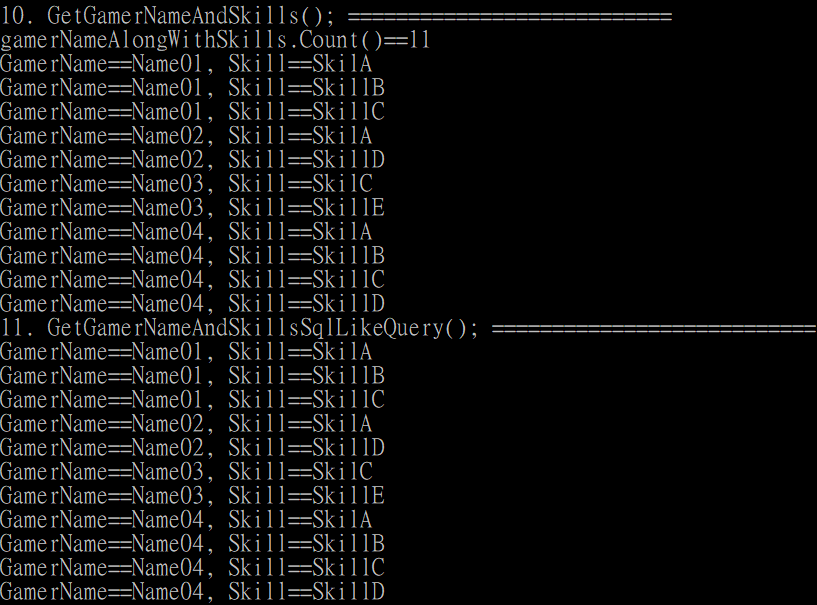 10. GetGamerNameAndSkills(); ===========================
gamerNameAlongWithSkills.Count()==11
GamerName==Name01, Skill==SkilA
GamerName==Name01, Skill==SkillB
GamerName==Name01, Skill==SkillC
GamerName==Name02, Skill==SkilA
GamerName==Name02, Skill==SkillD
GamerName==Name03, Skill==SkilC
GamerName==Name03, Skill==SkillE
GamerName==Name04, Skill==SkilA
GamerName==Name04, Skill==SkillB
GamerName==Name04, Skill==SkillC
GamerName==Name04, Skill==SkillD
11. GetGamerNameAndSkillsSqlLikeQuery(); ===========================
GamerName==Name01, Skill==SkilA
GamerName==Name01, Skill==SkillB
GamerName==Name01, Skill==SkillC
GamerName==Name02, Skill==SkilA
GamerName==Name02, Skill==SkillD
GamerName==Name03, Skill==SkilC
GamerName==Name03, Skill==SkillE
GamerName==Name04, Skill==SkilA
GamerName==Name04, Skill==SkillB
GamerName==Name04, Skill==SkillC
GamerName==Name04, Skill==SkillD